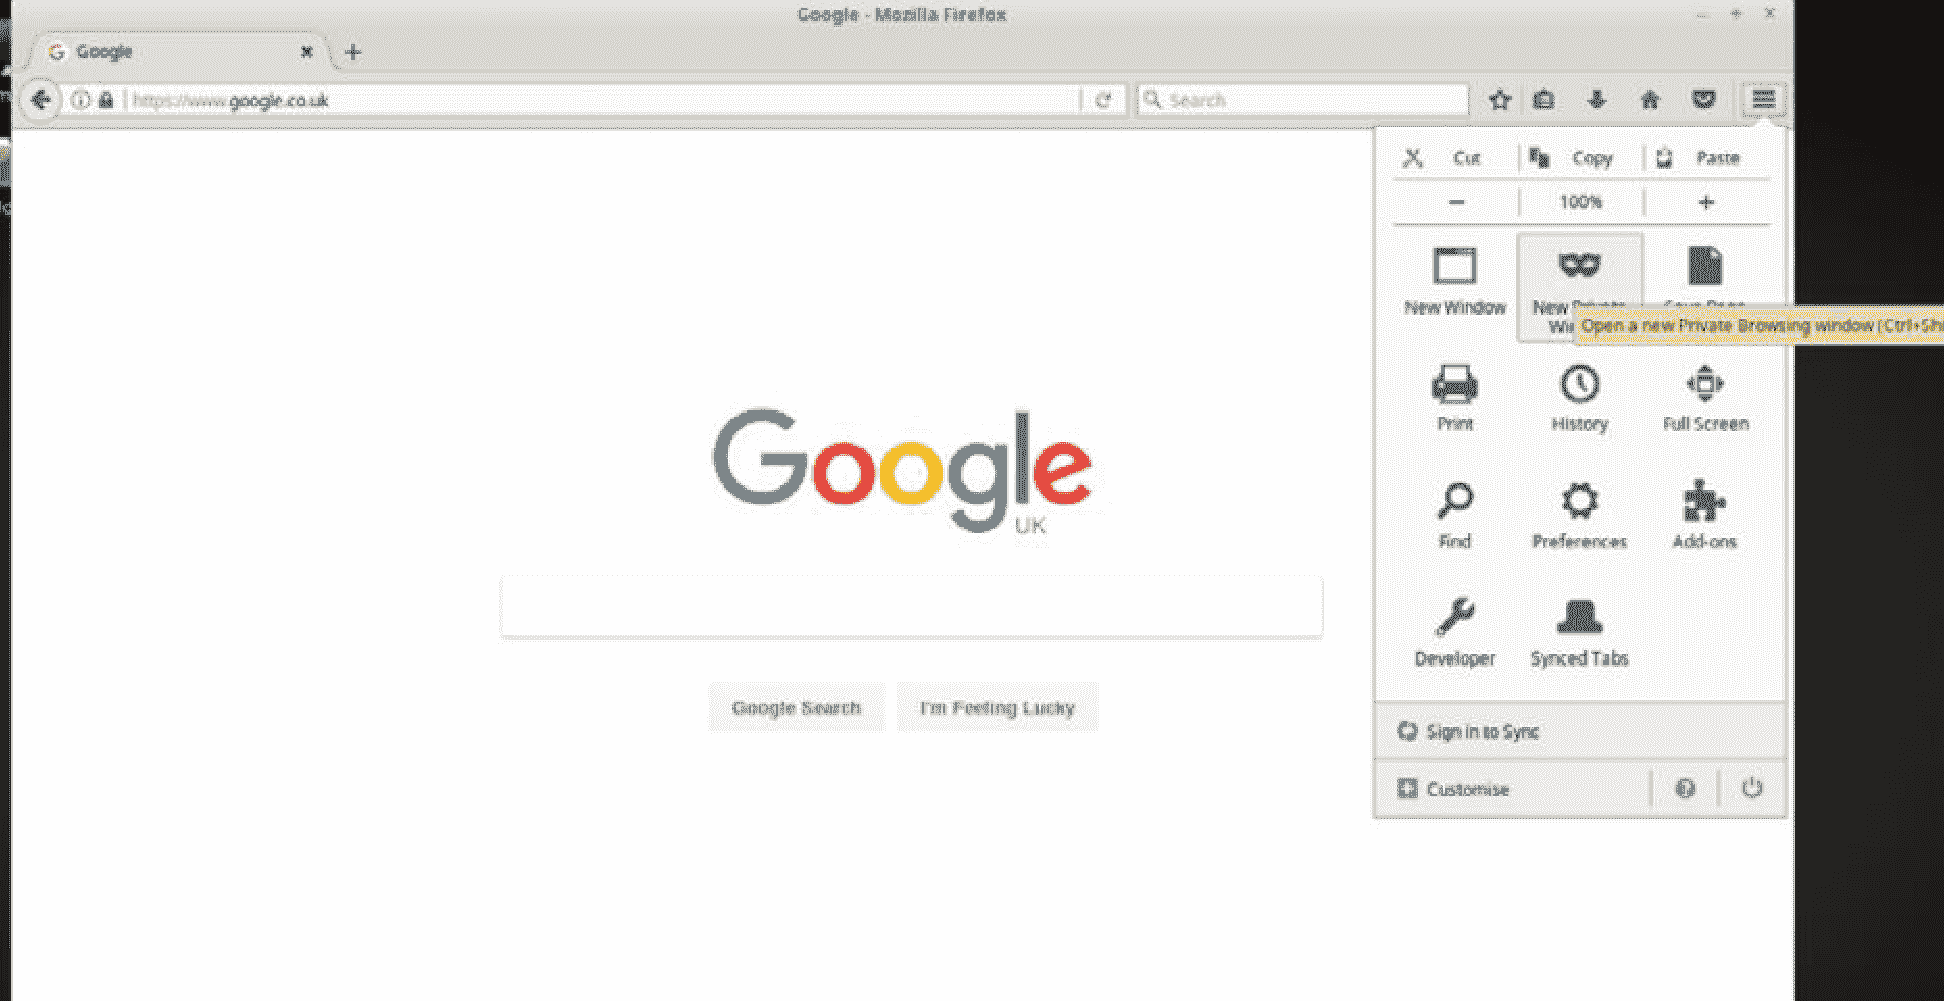 Google - Mozilla Firefox
Google
https://www.google.co.uk
Search
Cut Copy Paste
100%
New Window New Private
Open a new Private Browsing window (Ctrl+Sh
Print History Full Screen
Google
UK
Find Preferences Add-ons
Developer Synced Tabs
Google Search I'm Feeling Lucky
Sign in to Sync
Customise